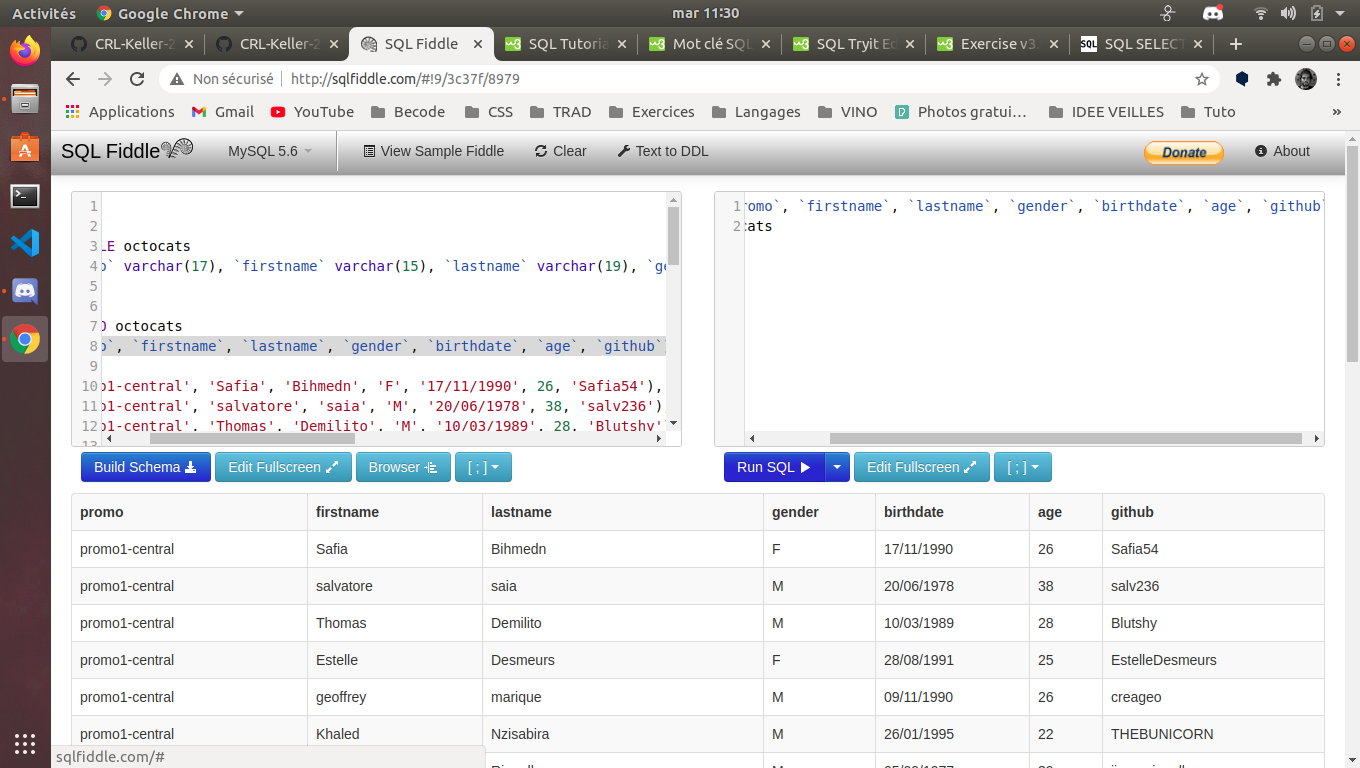 Activités Google Chrome mar 11:30
CRL-Keller-2 CRL-Keller-2 SQL Fiddle SQL Tutoria Mot clé SQL SQL Tryit Ed Exercise v3. SQL SQL SELECT
Non sécurisé http://sqlfiddle.com/#!9/3c37f/8979
Applications Gmail YouTube Becode CSS TRAD Exercices Langages VINO Photos gratui… IDEE VEILLES Tuto »
SQL Fiddle MySQL 5.6 View Sample Fiddle Clear Text to DDL Donate About
1
2
3 LE octocats
4 o` varchar(17), `firstname` varchar(15), `lastname` varchar(19), `ge
5
6
7 O octocats
8 o`, `firstname`, `lastname`, `gender`, `birthdate`, `age`, `github`
9
10 o1-central', 'Safia', 'Bihmedn', 'F', '17/11/1990', 26, 'Safia54'),
11 o1-central', 'salvatore', 'saia', 'M', '20/06/1978', 38, 'salv236')
12 o1-central', 'Thomas', 'Demilito', 'M', '10/03/1989', 28, 'Blutshy'
13
1 romo`, `firstname`, `lastname`, `gender`, `birthdate`, `age`, `github`
2 cats
Build Schema Edit Fullscreen Browser [ ; ] Run SQL Edit Fullscreen [ ; ]
promo firstname lastname gender birthdate age github
promo1-central Safia Bihmedn F 17/11/1990 26 Safia54
promo1-central salvatore saia M 20/06/1978 38 salv236
promo1-central Thomas Demilito M 10/03/1989 28 Blutshy
promo1-central Estelle Desmeurs F 28/08/1991 25 EstelleDesmeurs
promo1-central geoffrey marique M 09/11/1990 26 creageo
promo1-central Khaled Nzisabira M 26/01/1995 22 THEBUNICORN
sqlfiddle.com/#